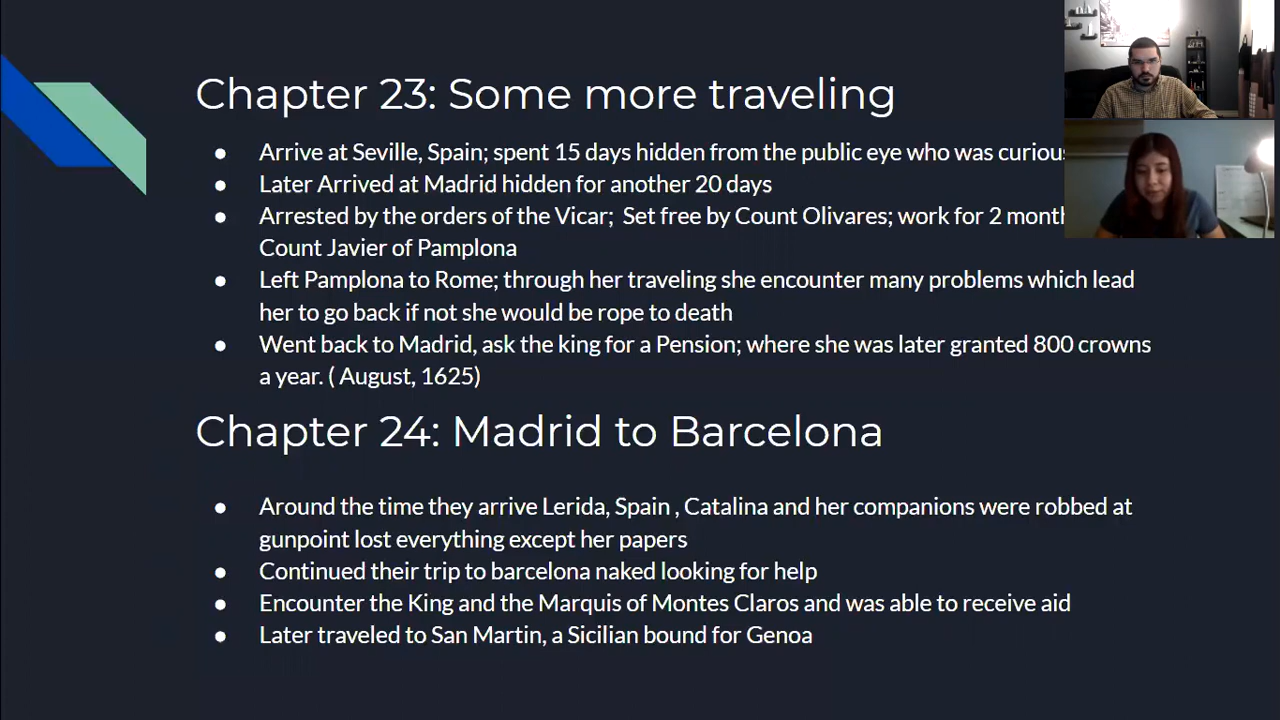 Chapter 23: Some more traveling
● Arrive at Seville, Spain; spent 15 days hidden from the public eye who was curious
● Later Arrived at Madrid hidden for another 20 days
● Arrested by the orders of the Vicar; Set free by Count Olivares; work for 2 month
Count Javier of Pamplona
● Left Pamplona to Rome; through her traveling she encounter many problems which lead
her to go back if not she would be rope to death
● Went back to Madrid, ask the king for a Pension; where she was later granted 800 crowns
a year. ( August, 1625)
Chapter 24: Madrid to Barcelona
● Around the time they arrive Lerida, Spain , Catalina and her companions were robbed at
gunpoint lost everything except her papers
● Continued their trip to barcelona naked looking for help
● Encounter the King and the Marquis of Montes Claros and was able to receive aid
● Later traveled to San Martin, a Sicilian bound for Genoa